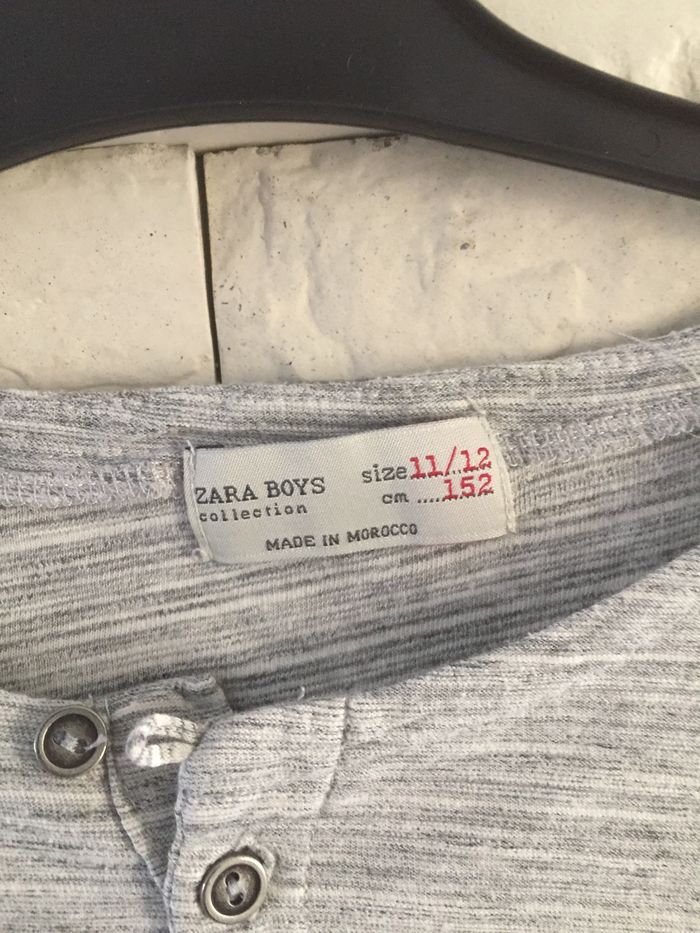 ZARA BOYS size 11/12
collection cm ..... 152
MADE IN MOROCCO